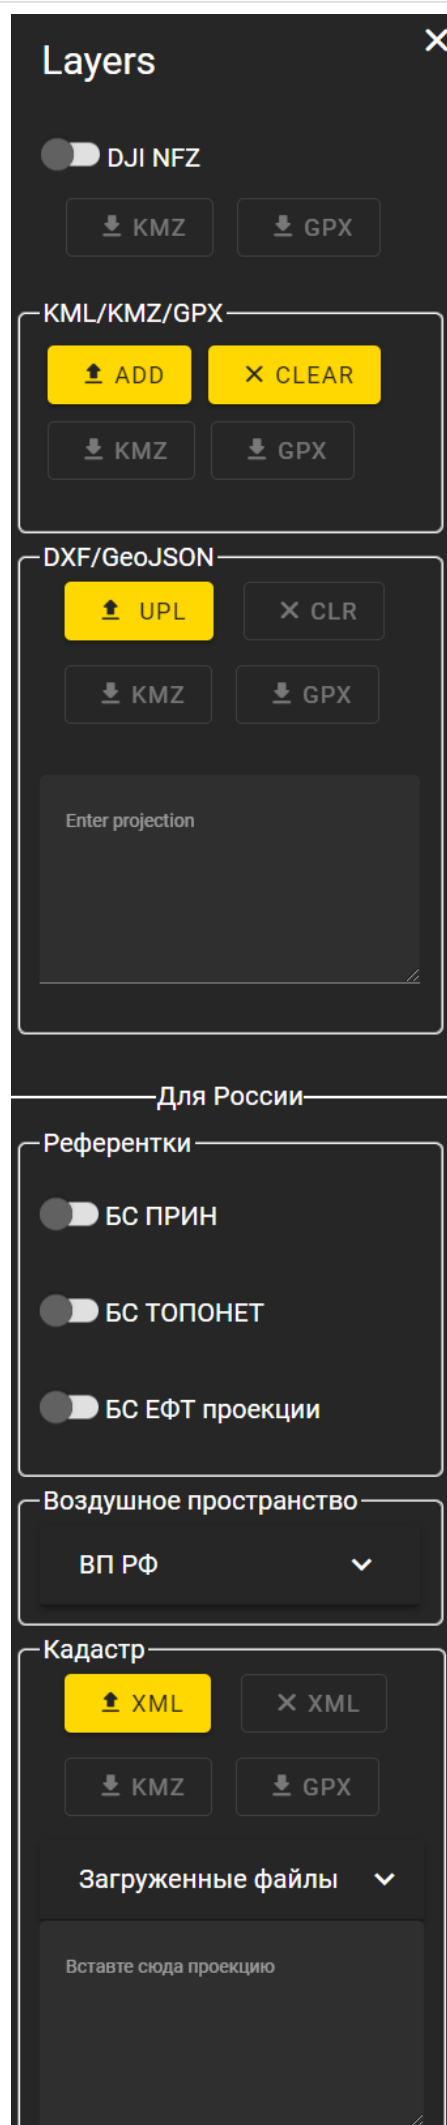 Layers
DJI NFZ
KMZ GPX
KML/KMZ/GPX
ADD CLEAR
KMZ GPX
DXF/GeoJSON
UPL CLR
KMZ GPX
Enter projection
Для России
Референтки
БС ПРИН
БС ТОПОНЕТ
БС ЕФТ проекции
Воздушное пространство
ВП РФ
Кадастр
XML XML
KMZ GPX
Загруженные файлы
Вставте сюда проекцию